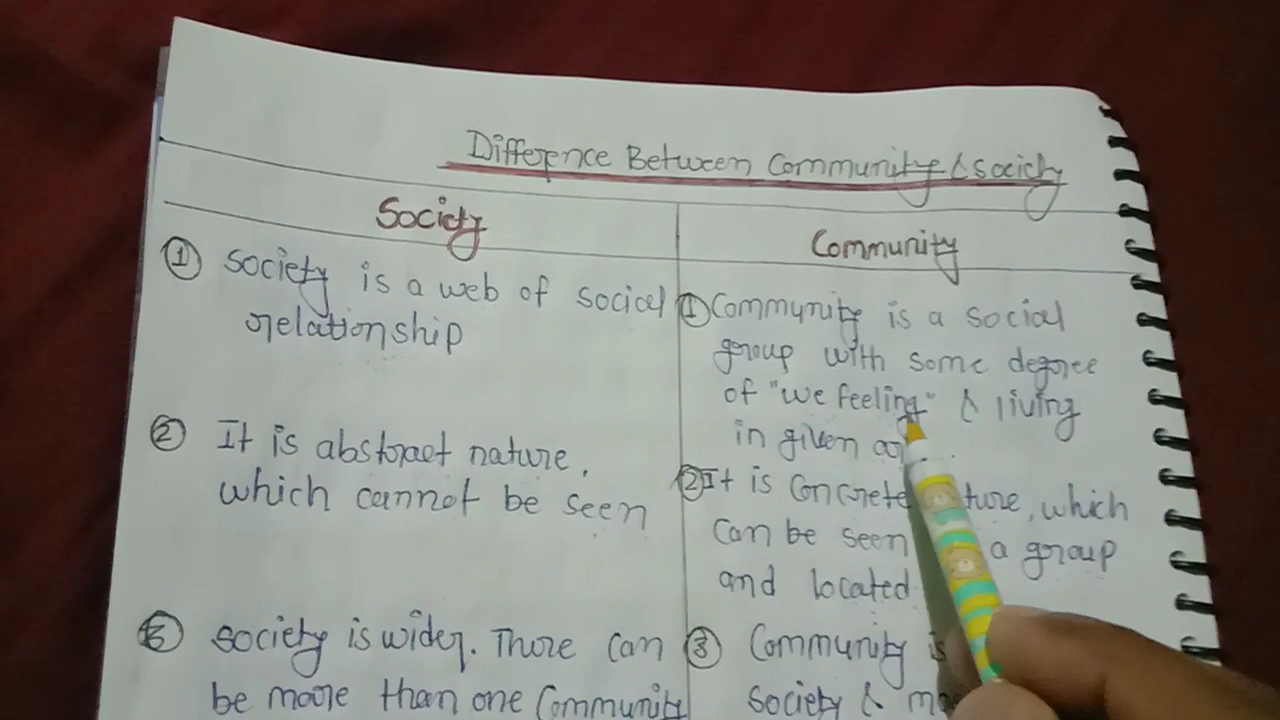 Difference Between Community & Society
Society
① Society is a web of social
relationship
② It is abstract nature,
which cannot be seen
③ Society is wider. There can
be more than one Community
Community
① Community is a social
group with some degree
of "we feeling" & living
in given
② It is Concrete which
Can be seen a group
and located
③ Community is
Society &